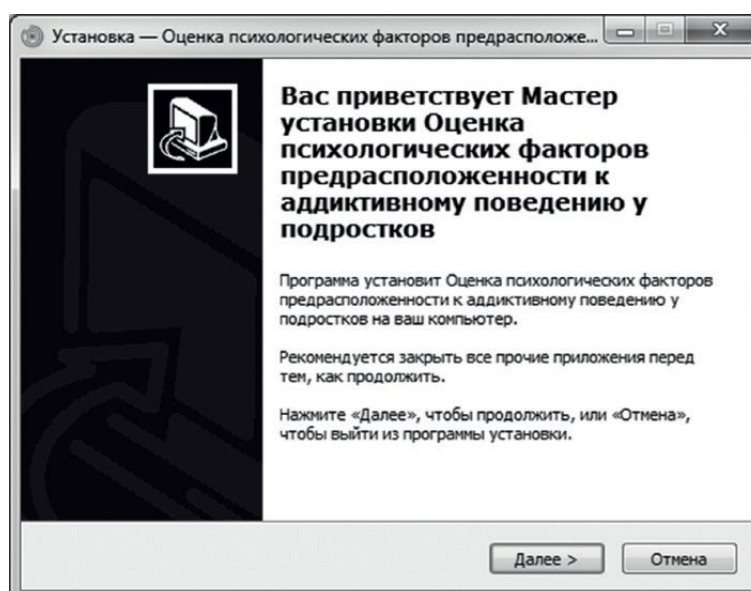 Установка — Оценка психологических факторов предрасположе...
Вас приветствует Мастер
установки Оценка
психологических факторов
предрасположенности к
аддиктивному поведению у
подростков
Программа установит Оценка психологических факторов
предрасположенности к аддиктивному поведению у
подростков на ваш компьютер.
Рекомендуется закрыть все прочие приложения перед
тем, как продолжить.
Нажмите «Далее», чтобы продолжить, или «Отмена»,
чтобы выйти из программы установки.
Далее >
Отмена